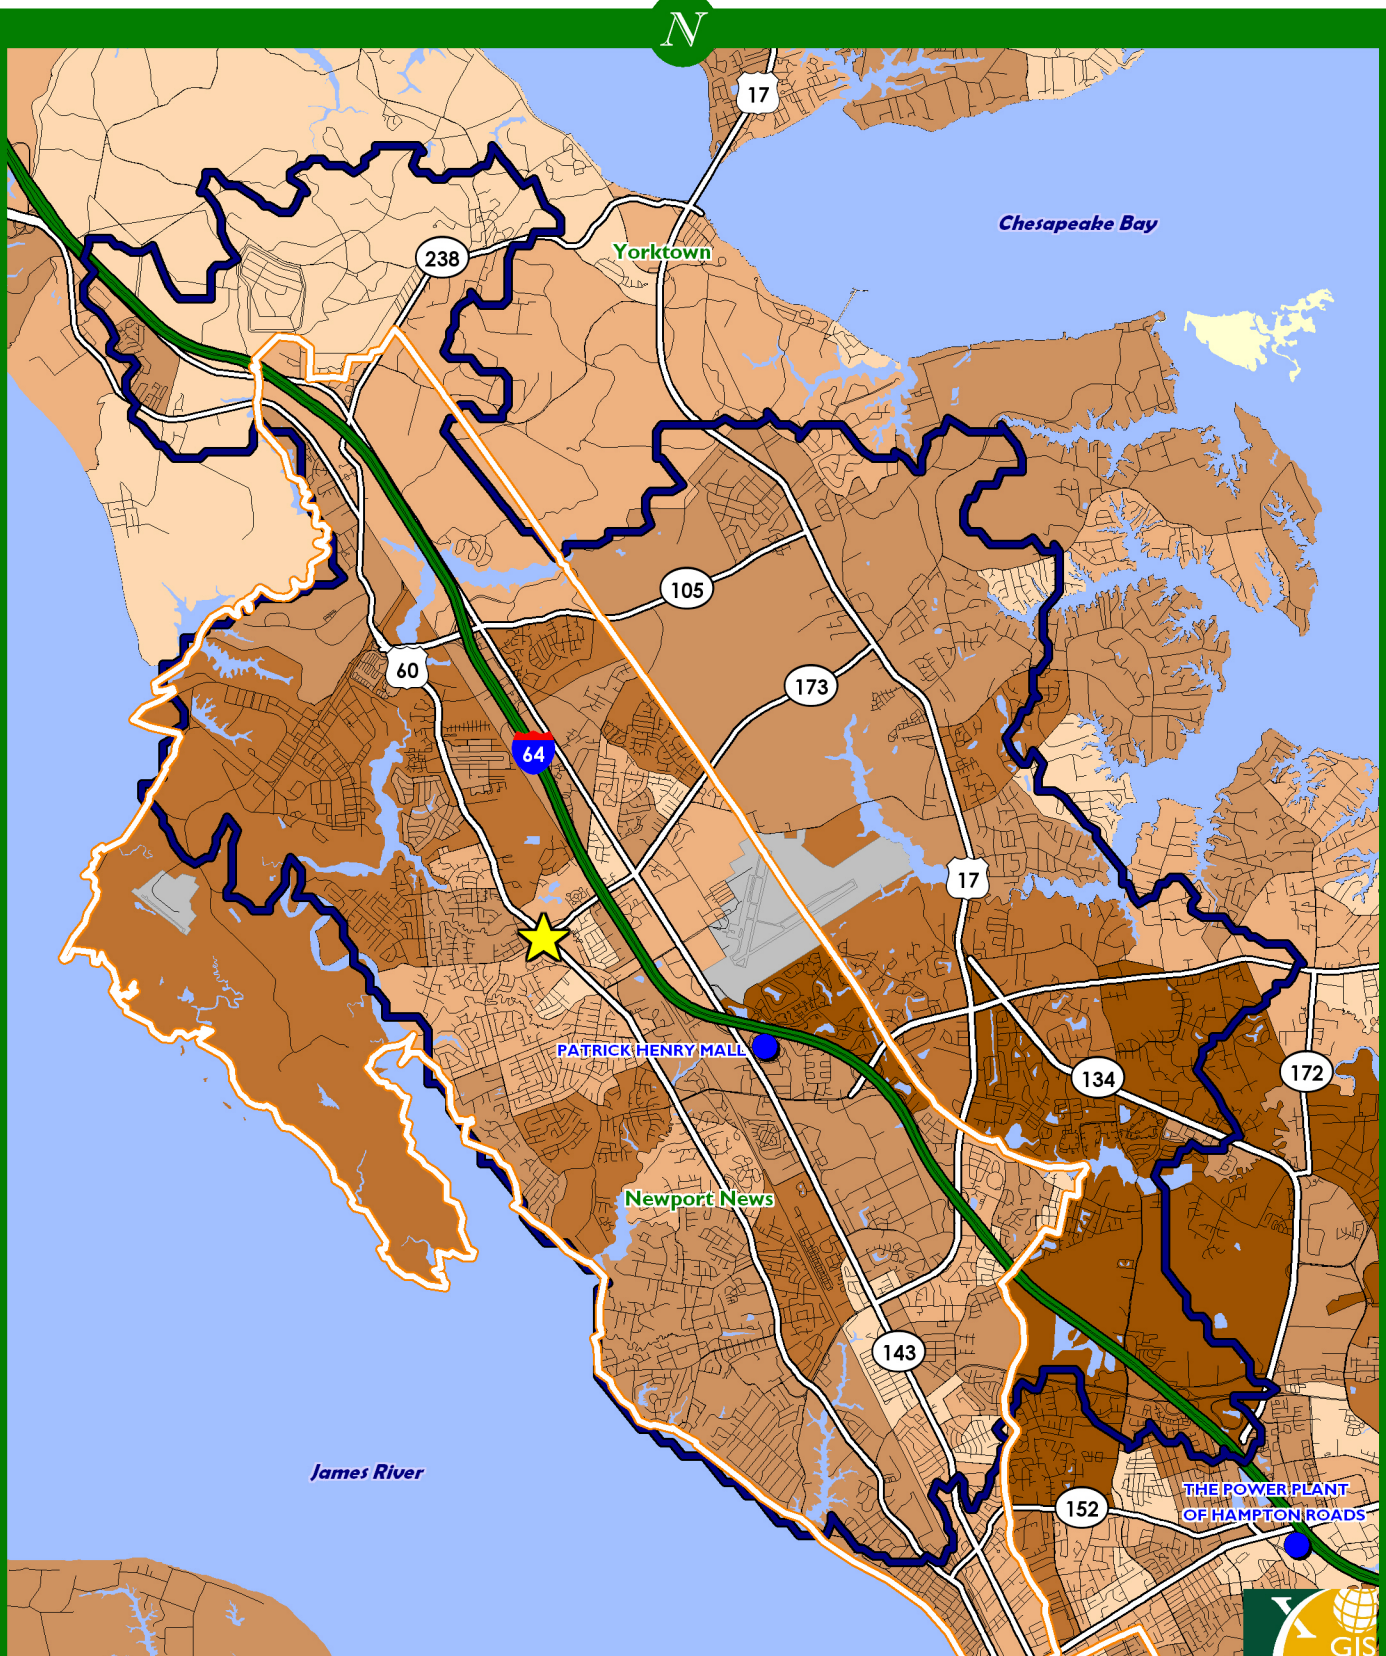 N
17
Chesapeake Bay
Yorktown
238
105
60
173
64
17
PATRICK HENRY MALL
134
172
Newport News
143
James River
THE POWER PLANT
OF HAMPTON ROADS
152
X
GIS